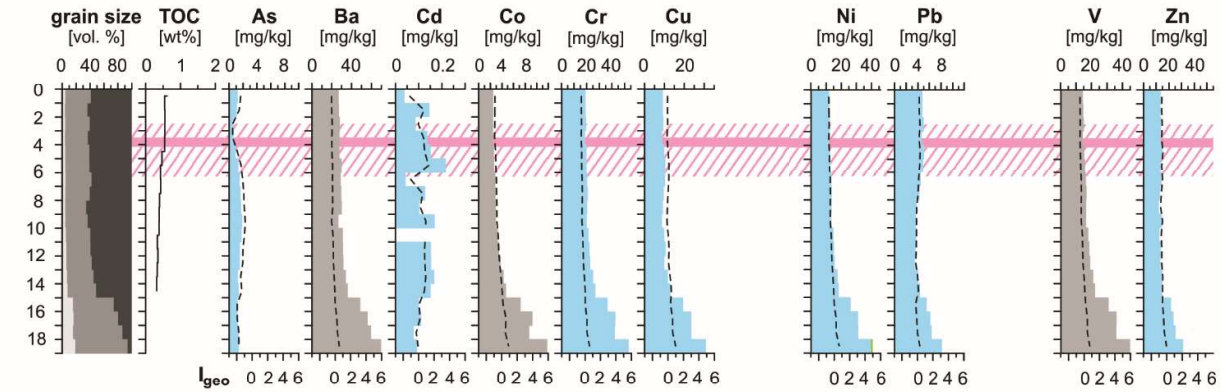 grain size TOC As Ba Cd Co Cr Cu Ni Pb V Zn
[vol. %] [wt%] [mg/kg] [mg/kg] [mg/kg] [mg/kg] [mg/kg] [mg/kg] [mg/kg] [mg/kg] [mg/kg] [mg/kg]
0 40 80 0 1 2 0 4 8 0 40 0 0.2 0 4 8 0 20 40 0 20 0 20 40 0 4 8 0 20 40 0 20 40
0
2
4
6
8
10
12
14
16
18
Igeo 0 2 4 6 0 2 4 6 0 2 4 6 0 2 4 6 0 2 4 6 0 2 4 6 0 2 4 6 0 2 4 6 0 2 4 6 0 2 4 6